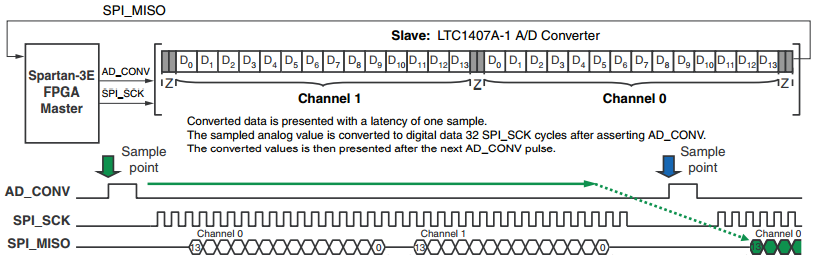 SPI_MISO
Slave: LTC1407A-1 A/D Converter
Spartan-3E
FPGA
Master
AD_CONV
SPI_SCK
D0 D1 D2 D3 D4 D5 D6 D7 D8 D9 D10 D11 D12 D13 D0 D1 D2 D3 D4 D5 D6 D7 D8 D9 D10 D11 D12 D13
Z Channel 1 Z Channel 0 Z
Converted data is presented with a latency of one sample.
The sampled analog value is converted to digital data 32 SPI_SCK cycles after asserting AD_CONV.
The converted values is then presented after the next AD_CONV pulse.
Sample
point
Sample
point
AD_CONV
SPI_SCK
Channel 0 Channel 1 Channel 0
SPI_MISO 13 0 13 0 13